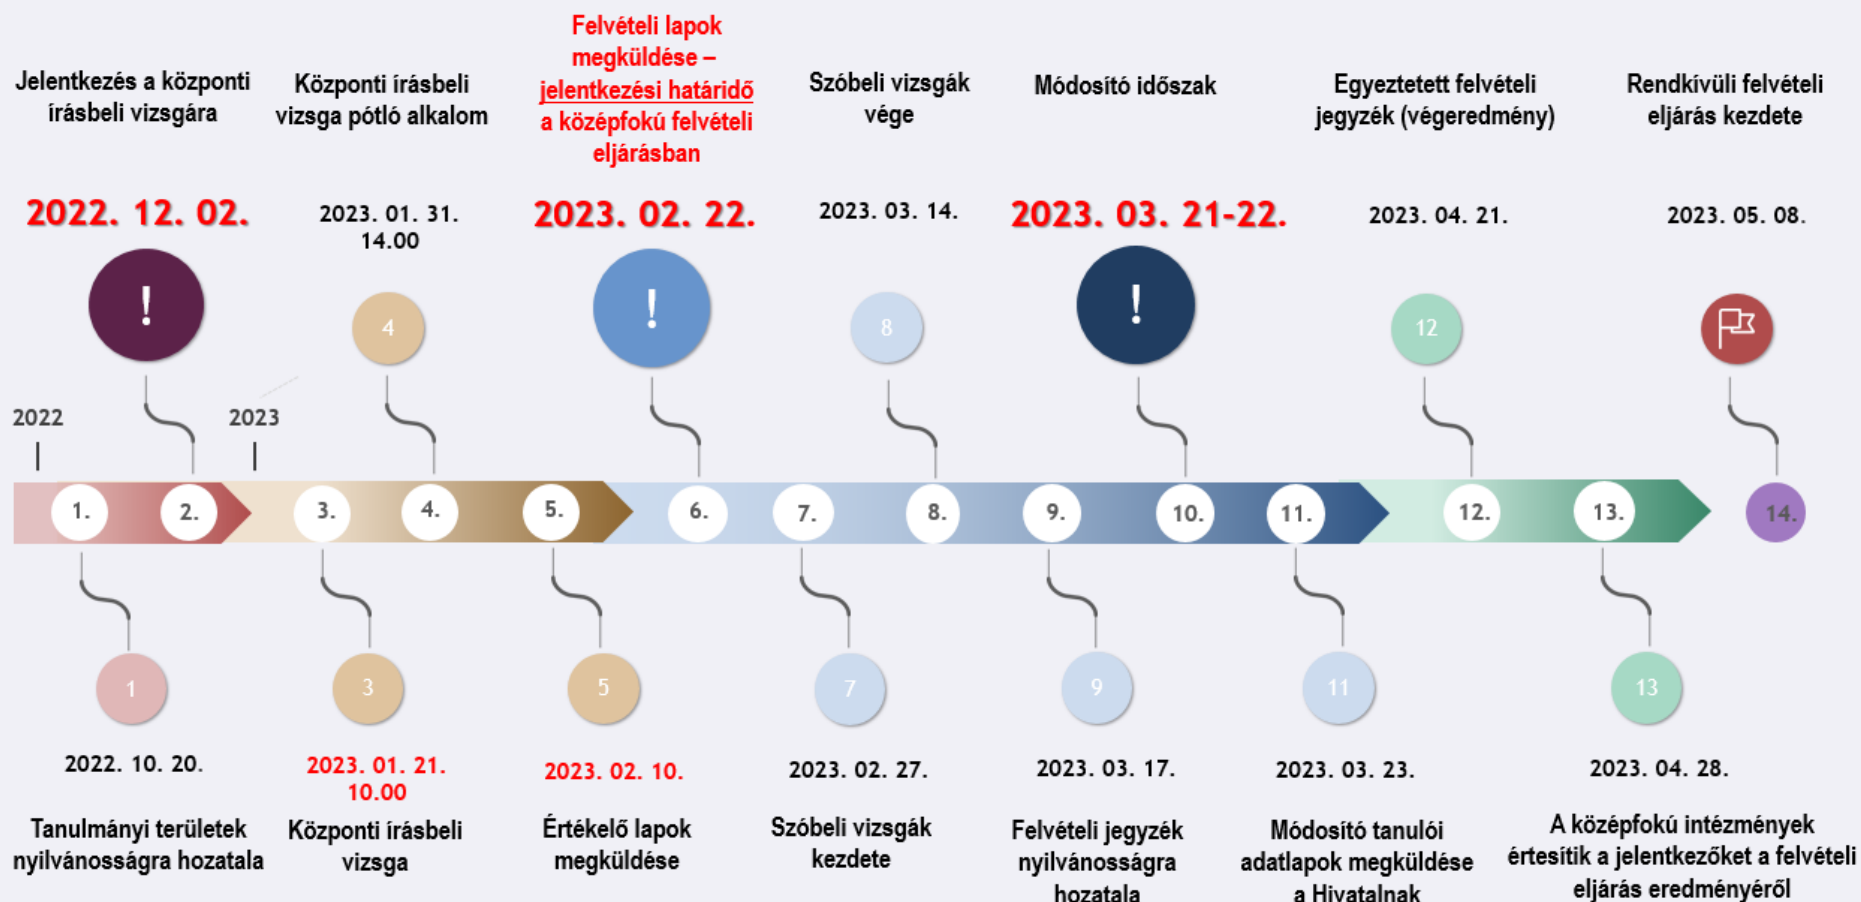 Jelentkezés a központi
írásbeli vizsgára
2022. 12. 02.
!
Központi írásbeli
vizsga pótló alkalom
2023. 01. 31.
14.00
4
Felvételi lapok
megküldése –
jelentkezési határidő
a középfokú felvételi
eljárásban
2023. 02. 22.
!
Szóbeli vizsgák
vége
2023. 03. 14.
8
Módosító időszak
2023. 03. 21-22.
!
Egyeztetett felvételi
jegyzék (végeredmény)
2023. 04. 21.
12
Rendkívüli felvételi
eljárás kezdete
2023. 05. 08.
2022
2023
1.
2.
3.
4.
5.
6.
7.
8.
9.
10.
11.
12.
13.
14.
1
2022. 10. 20.
Tanulmányi területek
nyilvánosságra hozatala
3
2023. 01. 21.
10.00
Központi írásbeli
vizsga
5
2023. 02. 10.
Értékelő lapok
megküldése
7
2023. 02. 27.
Szóbeli vizsgák
kezdete
9
2023. 03. 17.
Felvételi jegyzék
nyilvánosságra
hozatala
11
2023. 03. 23.
Módosító tanulói
adatlapok megküldése
a Hivatalnak
13
2023. 04. 28.
A középfokú intézmények
értesítik a jelentkezőket a felvételi
eljárás eredményéről